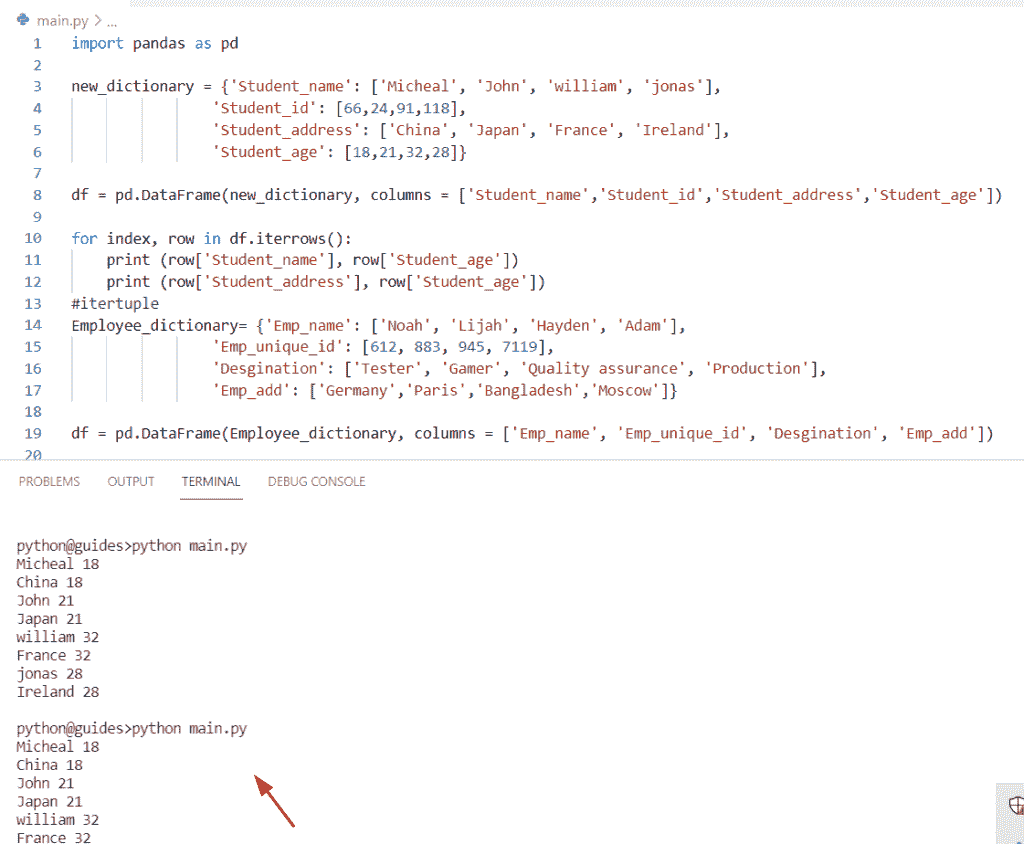 main.py > ...
1 import pandas as pd
2
3 new_dictionary = {'Student_name': ['Micheal', 'John', 'william', 'jonas'],
4 'Student_id': [66,24,91,118],
5 'Student_address': ['China', 'Japan', 'France', 'Ireland'],
6 'Student_age': [18,21,32,28]}
7
8 df = pd.DataFrame(new_dictionary, columns = ['Student_name','Student_id','Student_address','Student_age'])
9
10 for index, row in df.iterrows():
11 print (row['Student_name'], row['Student_age'])
12 print (row['Student_address'], row['Student_age'])
13 #itertuple
14 Employee_dictionary= {'Emp_name': ['Noah', 'Lijah', 'Hayden', 'Adam'],
15 'Emp_unique_id': [612, 883, 945, 7119],
16 'Desgination': ['Tester', 'Gamer', 'Quality assurance', 'Production'],
17 'Emp_add': ['Germany','Paris','Bangladesh','Moscow']}
18
19 df = pd.DataFrame(Employee_dictionary, columns = ['Emp_name', 'Emp_unique_id', 'Desgination', 'Emp_add'])
20
PROBLEMS OUTPUT TERMINAL DEBUG CONSOLE
python@guides>python main.py
Micheal 18
China 18
John 21
Japan 21
william 32
France 32
jonas 28
Ireland 28
python@guides>python main.py
Micheal 18
China 18
John 21
Japan 21
william 32
France 32